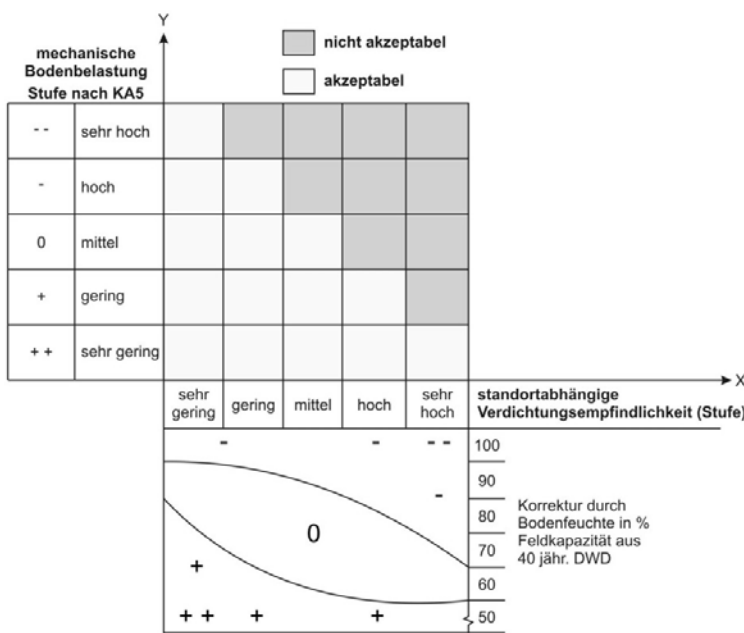 Y
nicht akzeptabel
akzeptabel
mechanische
Bodenbelastung
Stufe nach KA5
- - sehr hoch
- hoch
0 mittel
+ gering
+ + sehr gering
X
sehr gering
gering
mittel
hoch
sehr hoch
standortabhängige
Verdichtungsempfindlichkeit (Stufe)
- - - - 100
90
- 80
0 70
+ 60
+ + + + 50
Korrektur durch
Bodenfeuchte in %
Feldkapazität aus
40 jähr. DWD